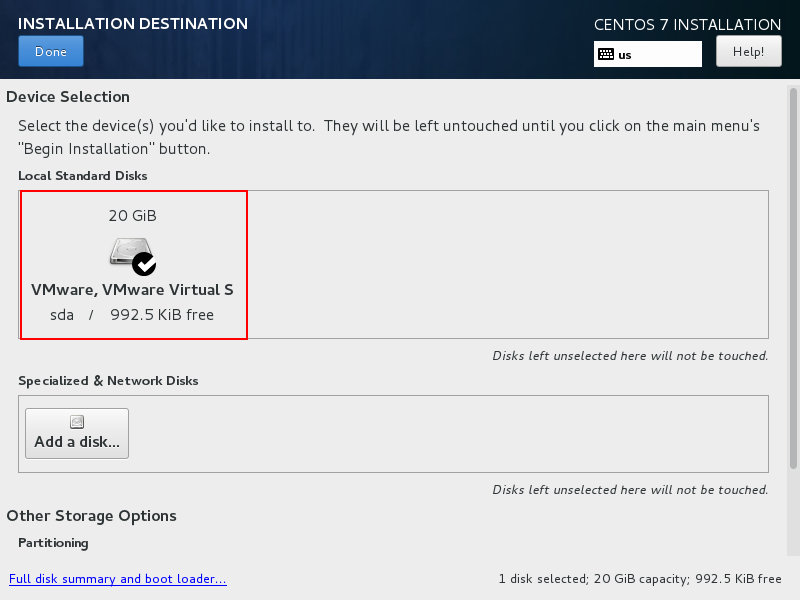 INSTALLATION DESTINATION
CENTOS 7 INSTALLATION
Done
us
Help!
Device Selection
Select the device(s) you'd like to install to. They will be left untouched until you click on the main menu's
"Begin Installation" button.
Local Standard Disks
20 GiB
VMware, VMware Virtual S
sda / 992.5 KiB free
Disks left unselected here will not be touched.
Specialized & Network Disks
Add a disk...
Disks left unselected here will not be touched.
Other Storage Options
Partitioning
Full disk summary and boot loader...
1 disk selected; 20 GiB capacity; 992.5 KiB free